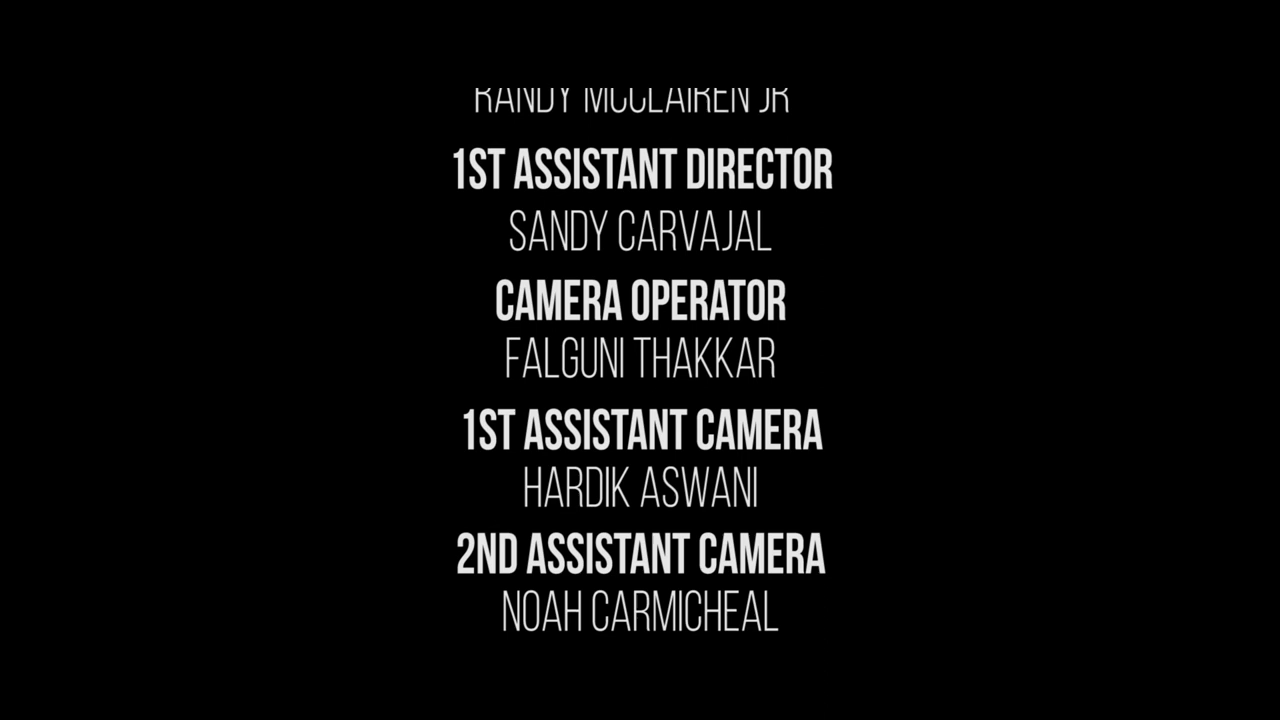 RANDY MCCLAIREN JR
1ST ASSISTANT DIRECTOR
SANDY CARVAJAL
CAMERA OPERATOR
FALGUNI THAKKAR
1ST ASSISTANT CAMERA
HARDIK ASWANI
2ND ASSISTANT CAMERA
NOAH CARMICHEAL